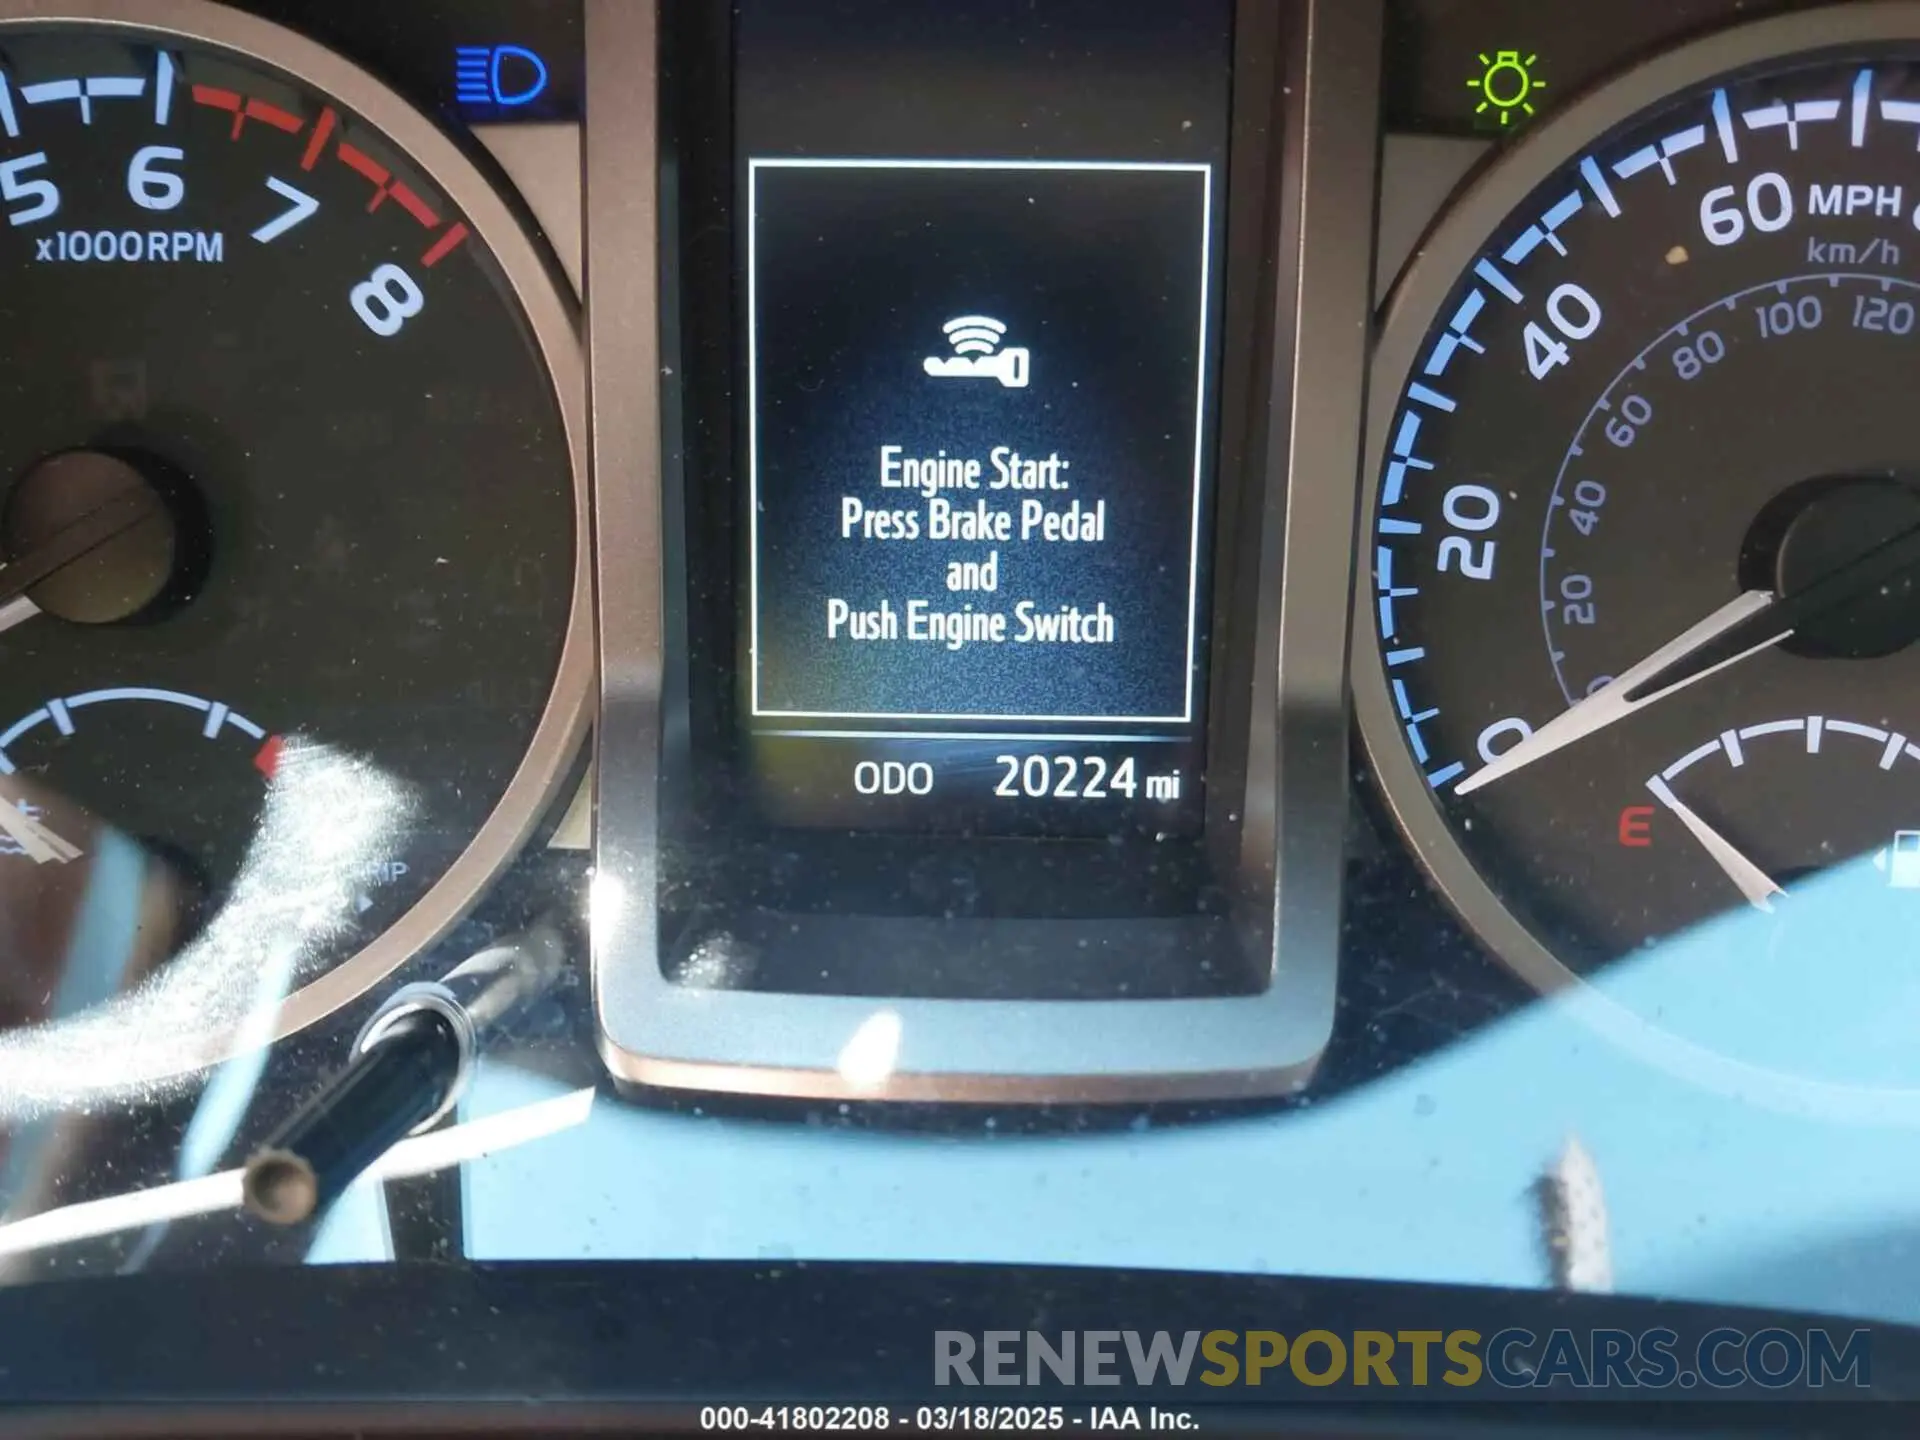 5 6 7 8
x1000RPM
Engine Start:
Press Brake Pedal
and
Push Engine Switch
ODO 20224 mi
0 20 40 60 MPH
km/h
20 40 60 80 100 120
E
RENEWSPORTSCARS.COM
000-41802208 - 03/18/2025 - IAA Inc.